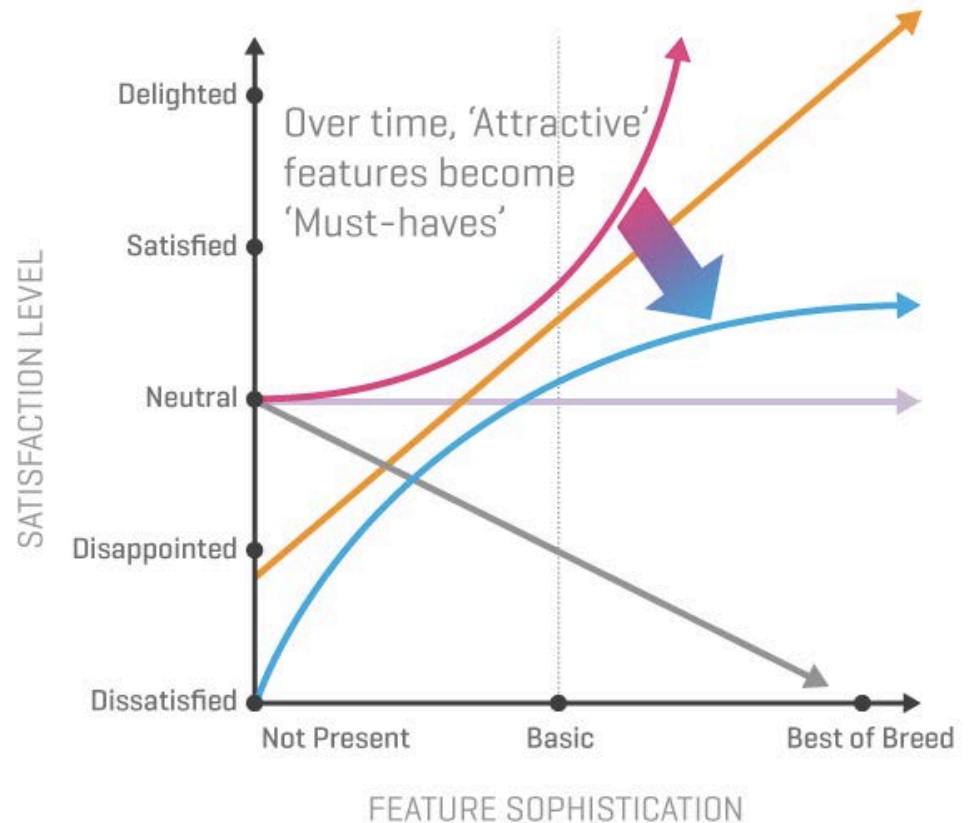 Delighted
Over time, ‘Attractive’
features become
‘Must-haves’
Satisfied
SATISFACTION LEVEL
Neutral
Disappointed
Dissatisfied
Not Present
Basic
Best of Breed
FEATURE SOPHISTICATION